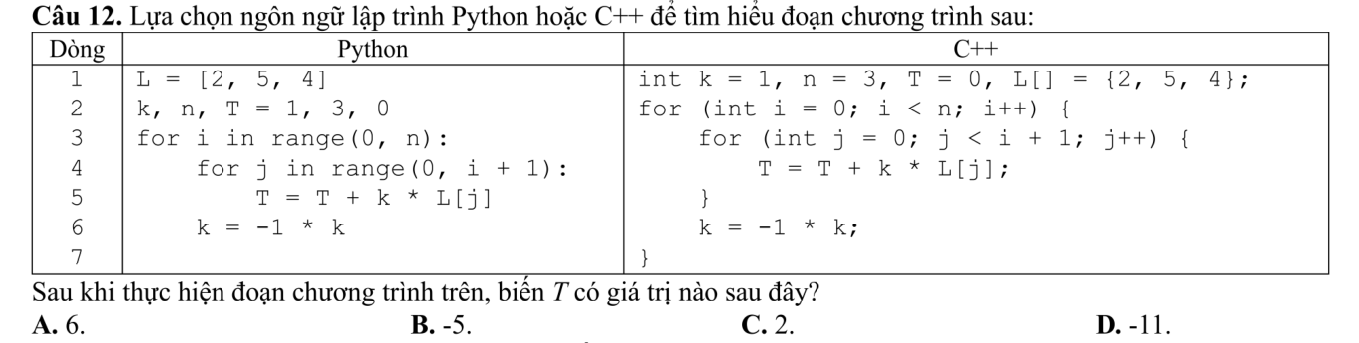 Câu 12. Lựa chọn ngôn ngữ lập trình Python hoặc C++ để tìm hiểu đoạn chương trình sau:
Dòng Python C++
1 L = [2, 5, 4] int k = 1, n = 3, T = 0, L[] = {2, 5, 4};
2 k, n, T = 1, 3, 0 for (int i = 0; i < n; i++) {
3 for i in range(0, n): for (int j = 0; j < i + 1; j++) {
4 for j in range(0, i + 1): T = T + k * L[j];
5 T = T + k * L[j] }
6 k = -1 * k k = -1 * k;
7 }
Sau khi thực hiện đoạn chương trình trên, biến T có giá trị nào sau đây?
A. 6. B. -5. C. 2. D. -11.